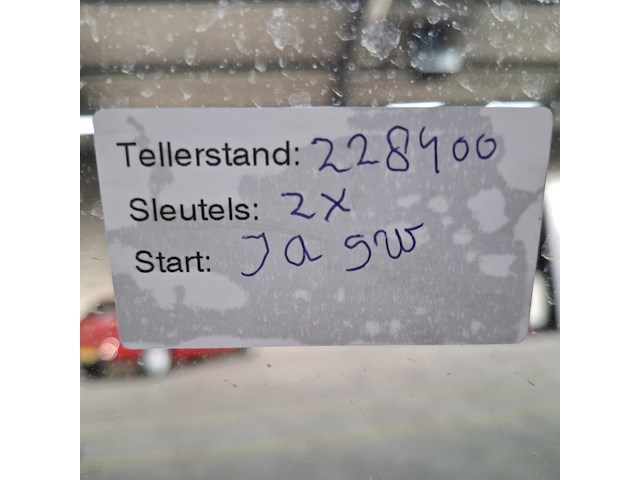 Tellerstand: 228400
Sleutels: 2X
Start: Ja gw